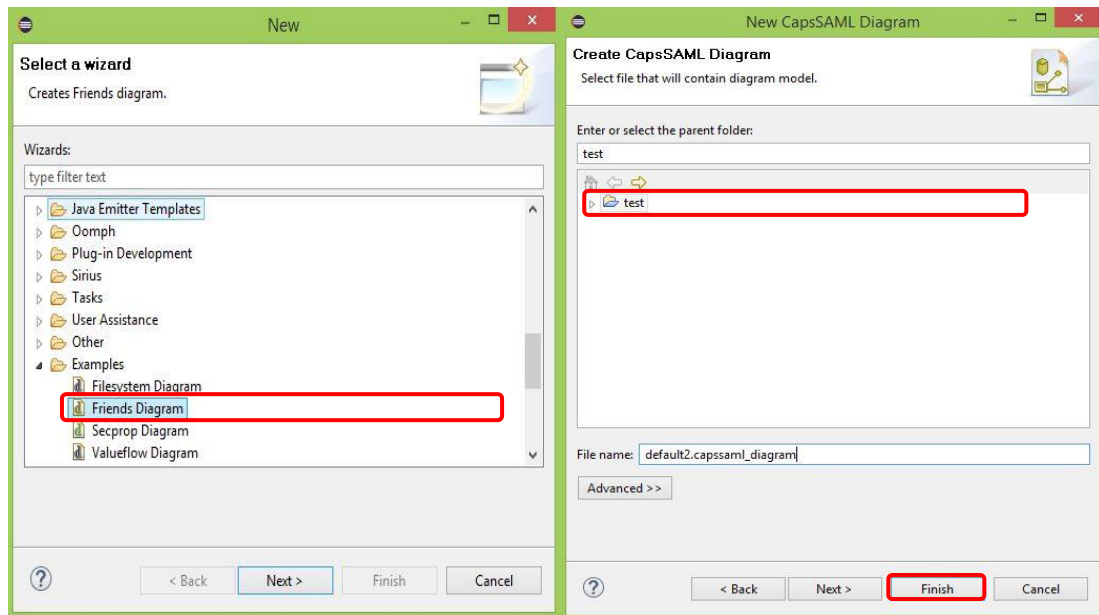 New
Select a wizard
Creates Friends diagram.
Wizards:
type filter text
Java Emitter Templates
Oomph
Plug-in Development
Sirius
Tasks
User Assistance
Other
Examples
Filesystem Diagram
Friends Diagram
Secprop Diagram
Valueflow Diagram
< Back Next > Finish Cancel
New CapsSAML Diagram
Create CapsSAML Diagram
Select file that will contain diagram model.
Enter or select the parent folder:
test
test
File name: default2.capssaml_diagram
Advanced >>
< Back Next > Finish Cancel